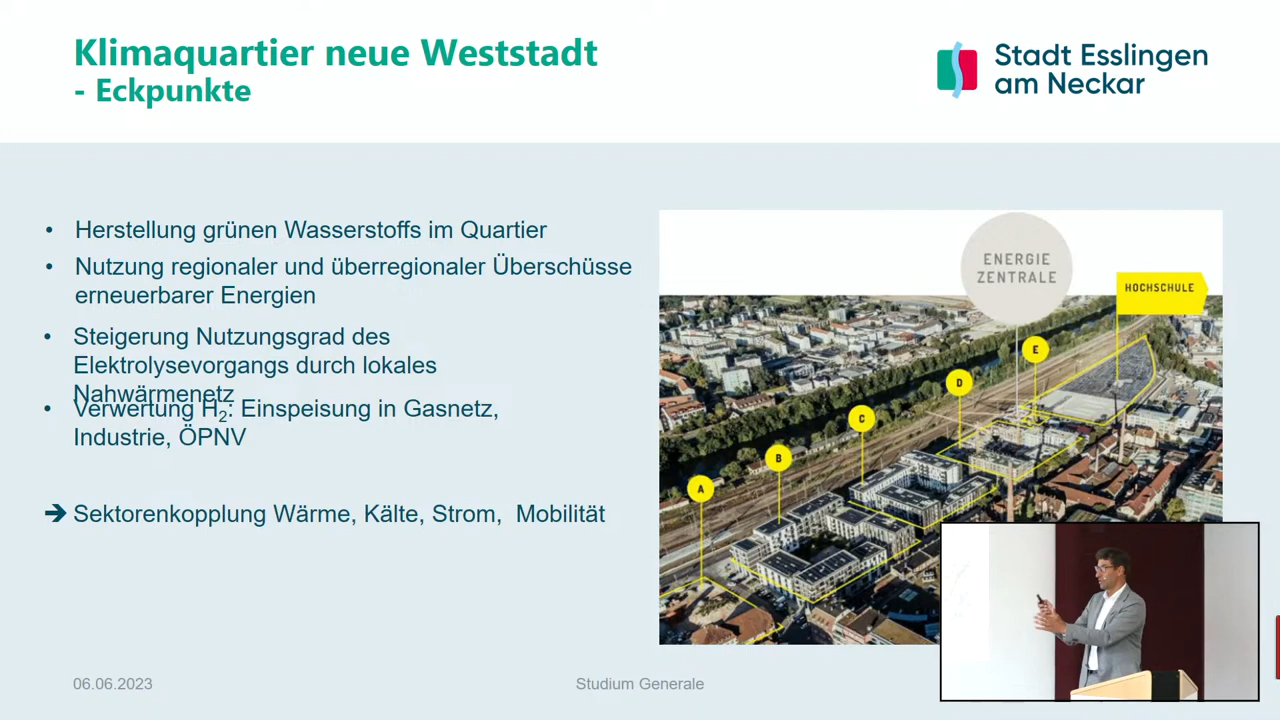 Klimaquartier neue Weststadt
- Eckpunkte
Stadt Esslingen
am Neckar
• Herstellung grünen Wasserstoffs im Quartier
• Nutzung regionaler und überregionaler Überschüsse
erneuerbarer Energien
• Steigerung Nutzungsgrad des
Elektrolysevorgangs durch lokales
Nahwärmenetz
• Verwertung H₂: Einspeisung in Gasnetz,
Industrie, ÖPNV
➔ Sektorenkopplung Wärme, Kälte, Strom, Mobilität
ENERGIE
ZENTRALE
HOCHSCHULE
E
D
C
B
A
06.06.2023
Studium Generale